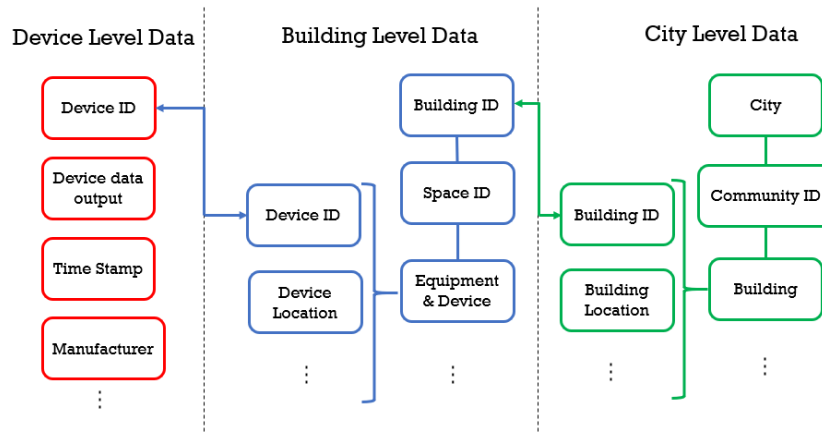 Device Level Data
Device ID
Device data
output
Time Stamp
Manufacturer
⋮
Building Level Data
Building ID
Space ID
Equipment
& Device
⋮
Device ID
Device
Location
⋮
City Level Data
City
Community ID
Building
⋮
Building ID
Building
Location
⋮